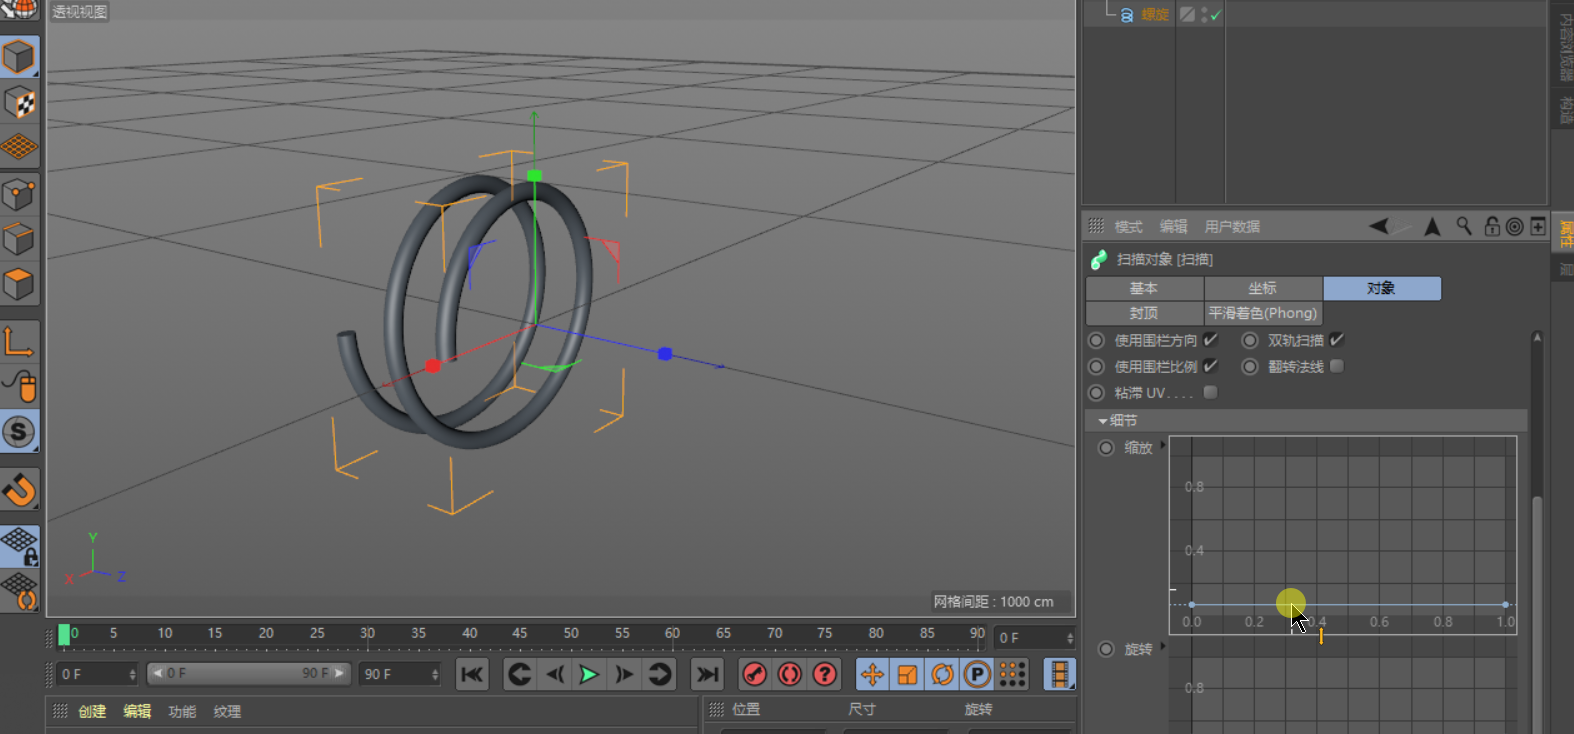 透视视图
螺旋
内容浏览器
构造
模式 编辑 用户数据
属性
层
扫描对象 [扫描]
基本 坐标 对象
封顶 平滑着色(Phong)
使用围栏方向 双轨扫描
使用围栏比例 翻转法线
粘滞 UV....
细节
缩放
0.8
0.4
0.0 0.2 0.4 0.6 0.8 1.0
旋转
0.8
Y
X Z
网格间距 : 1000 cm
0 5 10 15 20 25 30 35 40 45 50 55 60 65 70 75 80 85 90 0 F
0 F 0 F 90 F 90 F
S
P
创建 编辑 功能 纹理 位置 尺寸 旋转